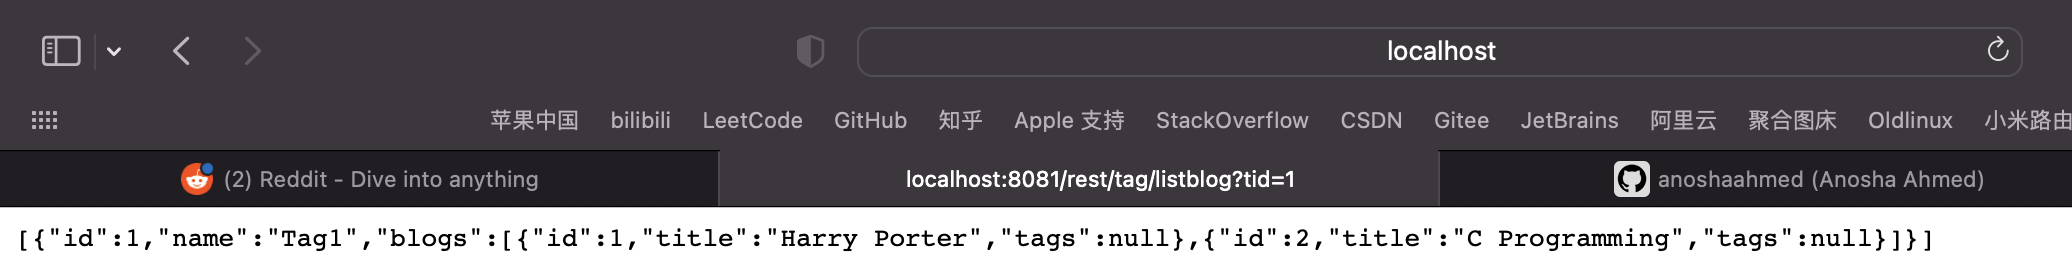 localhost
苹果中国 bilibili LeetCode GitHub 知乎 Apple 支持 StackOverflow CSDN Gitee JetBrains 阿里云 聚合图床 Oldlinux 小米路由
(2) Reddit - Dive into anything localhost:8081/rest/tag/listblog?tid=1 anoshaahmed (Anosha Ahmed)
[{"id":1,"name":"Tag1","blogs":[{"id":1,"title":"Harry Porter","tags":null},{"id":2,"title":"C Programming","tags":null}]}]